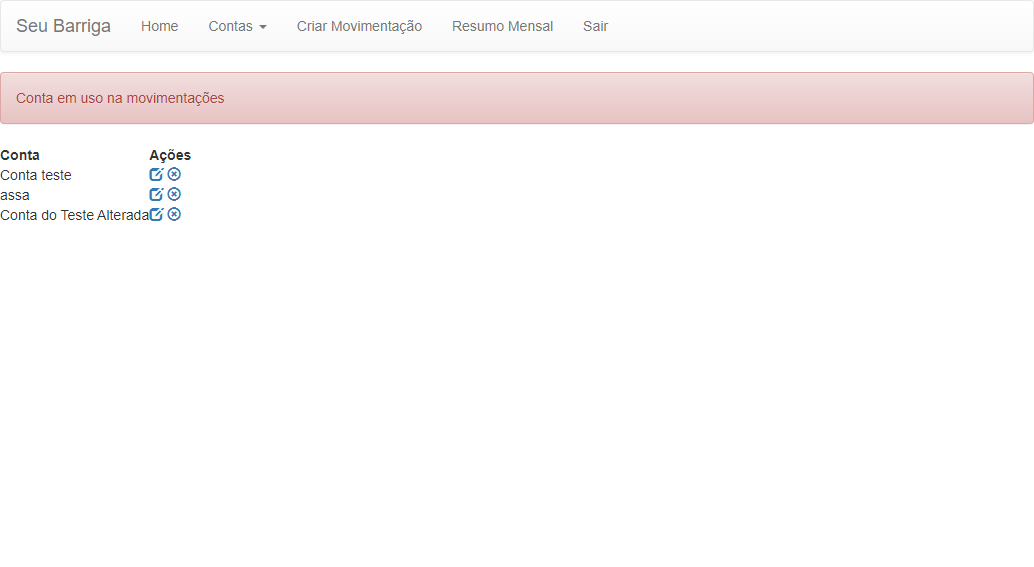 Seu Barriga Home Contas Criar Movimentação Resumo Mensal Sair
Conta em uso na movimentações
Conta Ações
Conta teste
assa
Conta do Teste Alterada